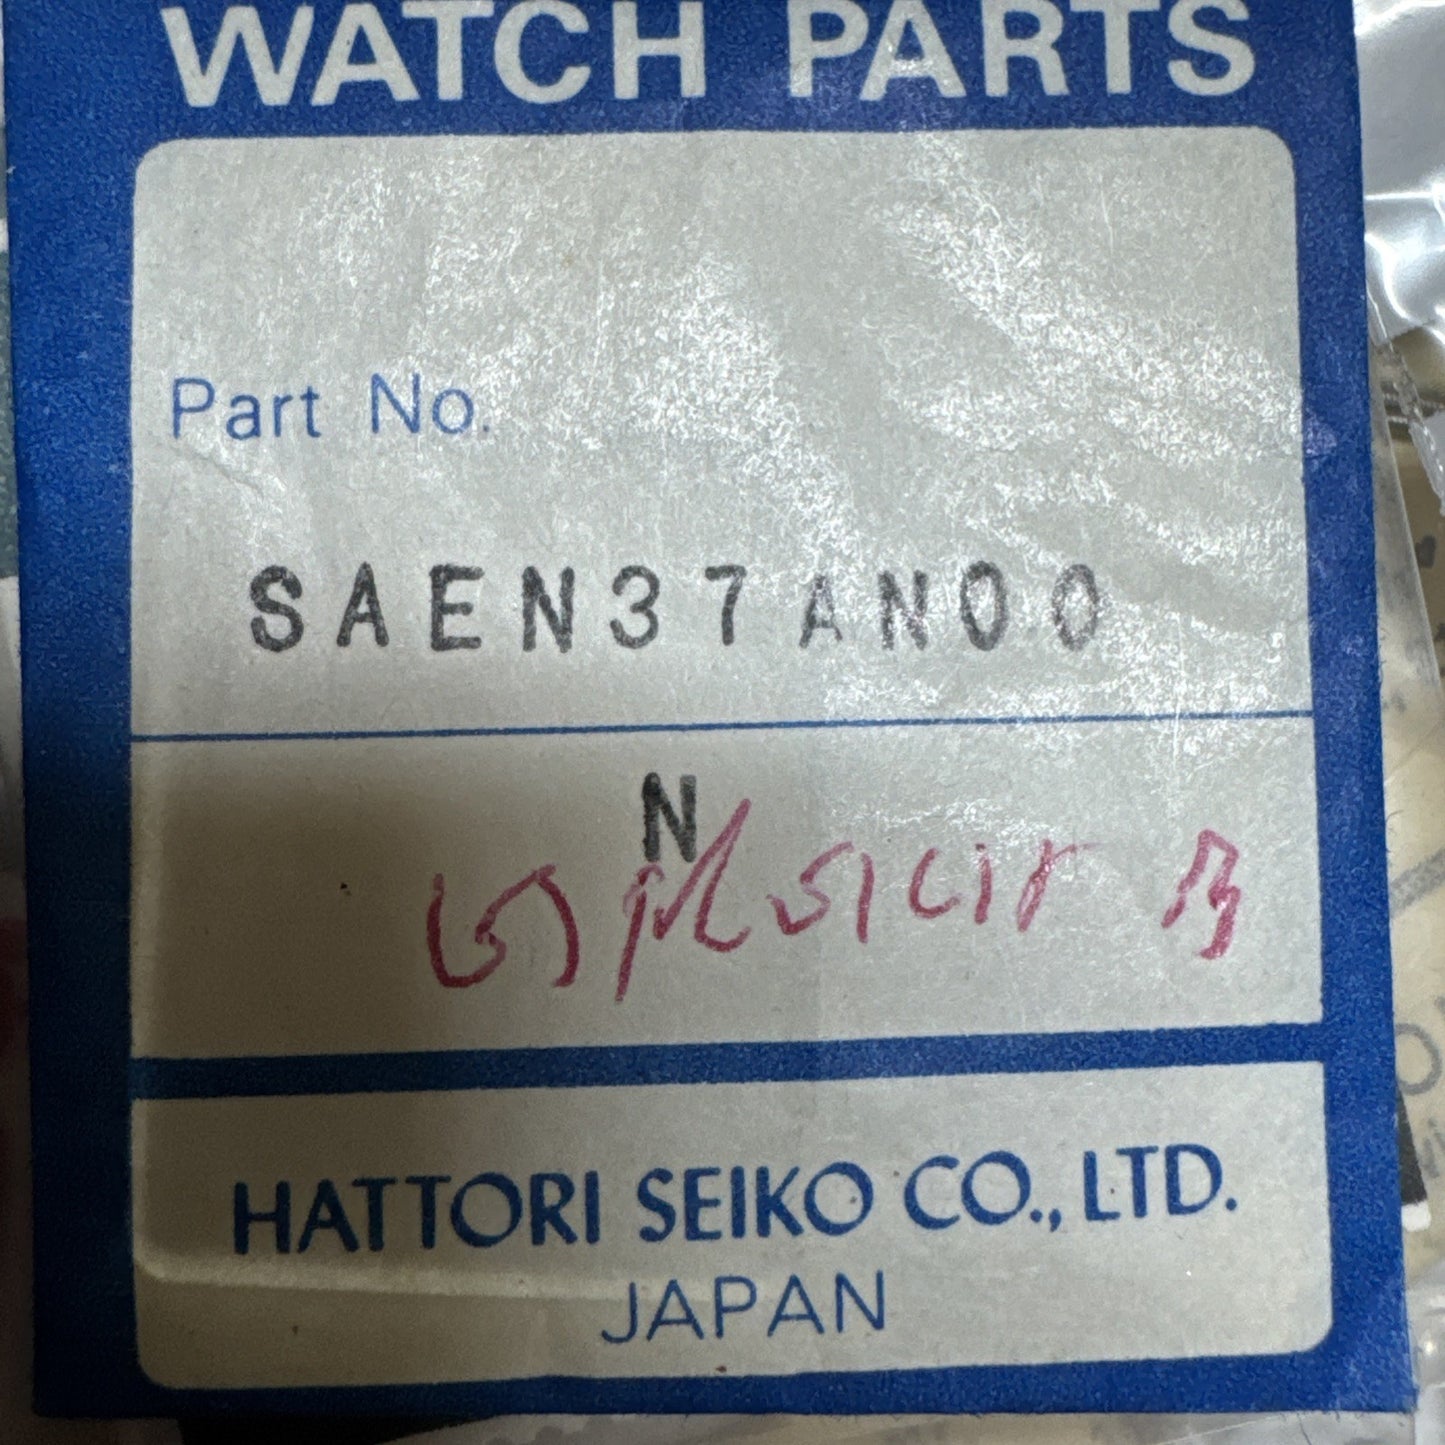 WATCH PARTS
Part No.
SAEN37AN00
N
HATTORI SEIKO CO., LTD.
JAPAN